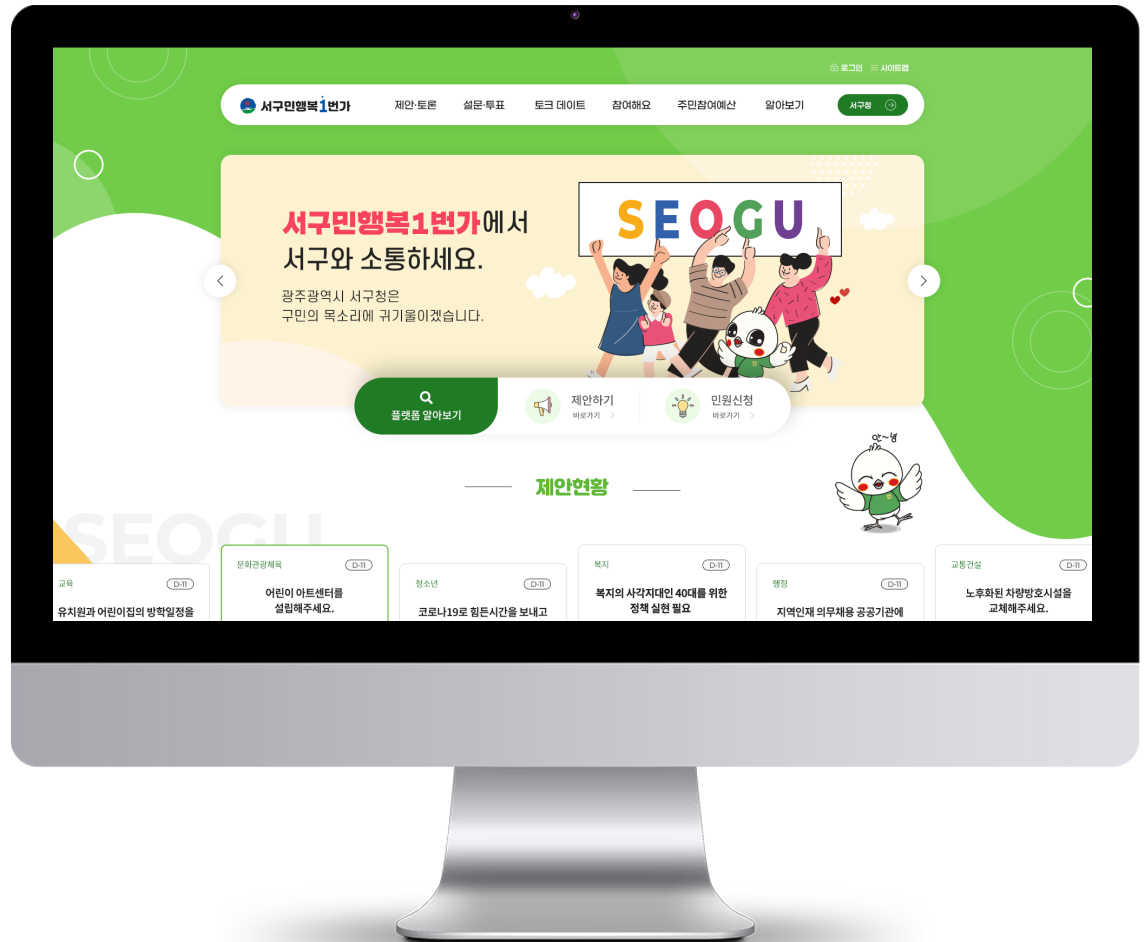 로그인 사이트맵
서구민행복1번가 제안·토론 설문·투표 토크 데이트 참여해요 주민참여예산 알아보기 서구청
SEOGU
서구민행복1번가에서
서구와 소통하세요.
광주광역시 서구청은
구민의 목소리에 귀기울이겠습니다.
플랫폼 알아보기
제안하기
바로가기
민원신청
바로가기
안~녕
제안현황
SEOGU
교육 D-11
유치원과 어린이집의 방학일정을
문화관광체육 D-11
어린이 아트센터를
설립해주세요.
청소년 D-11
코로나19로 힘든시간을 보내고
복지 D-11
복지의 사각지대인 40대를 위한
정책 실현 필요
행정 D-11
지역인재 의무채용 공공기관에
교통건설 D-11
노후화된 차량방호시설을
교체해주세요.